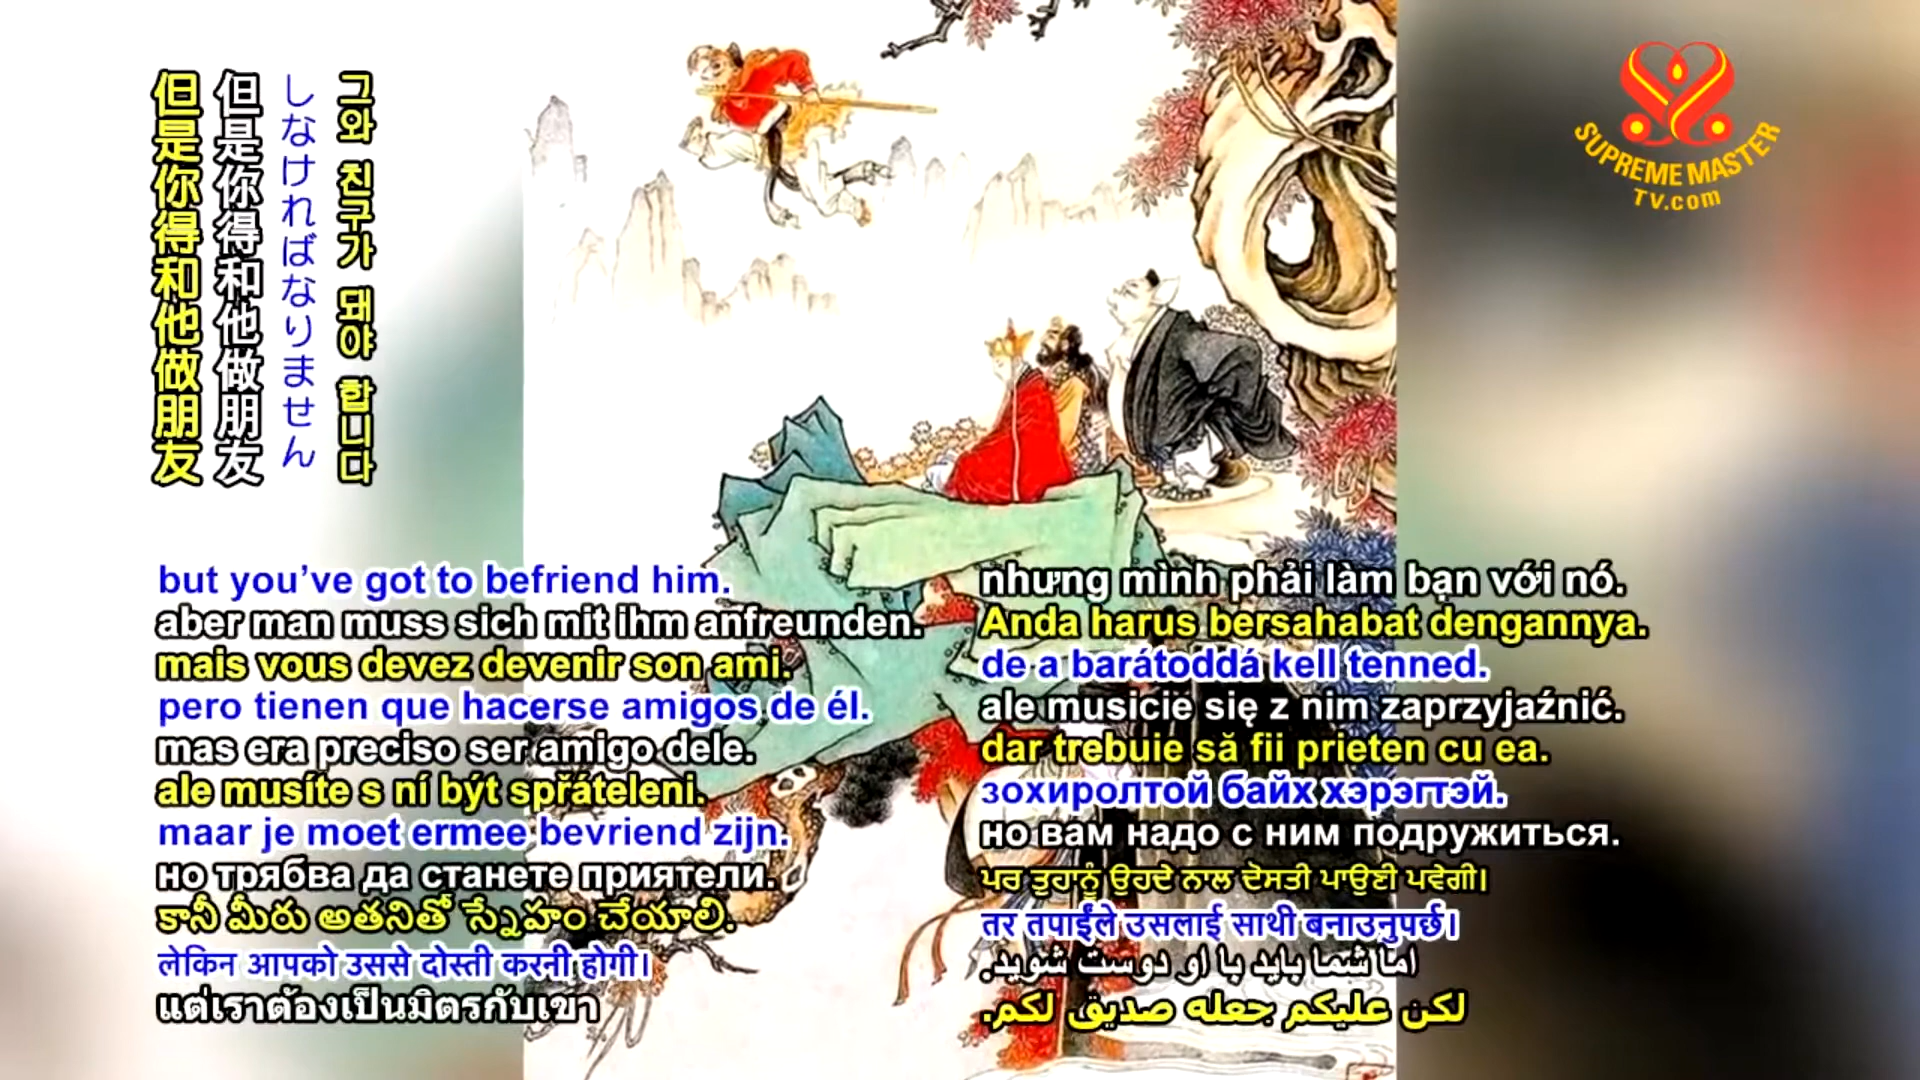 但是你得和他做朋友
但是你得和他做朋友
しなければなりません
그와 친구가 돼야 합니다
SUPREME MASTER
TV.com
but you've got to befriend him.
aber man muss sich mit ihm anfreunden.
mais vous devez devenir son ami.
pero tienen que hacerse amigos de él.
mas era preciso ser amigo dele.
ale musíte s ní být spřáteleni.
maar je moet ermee bevriend zijn.
но трябва да станете приятели.
కానీ మీరు అతనితో స్నేహం చేయాలి.
लेकिन आपको उससे दोस्ती करनी होगी।
แต่เราต้องเป็นมิตรกับเขา
nhưng mình phải làm bạn với nó.
Anda harus bersahabat dengannya.
de a barátoddá kell tenned.
ale musicie się z nim zaprzyjaźnić.
dar trebuie să fii prieten cu ea.
зохиролтой байх хэрэгтэй.
но вам надо с ним подружиться.
ਪਰ ਤੁਹਾਨੂੰ ਉਹਦੇ ਨਾਲ ਦੋਸਤੀ ਪਾਉਣੀ ਪਵੇਗੀ।
तर तपाईंले उसलाई साथी बनाउनुपर्छ।
اما شما باید با او دوست شوید.
لكن عليكم جعله صديق لكم.